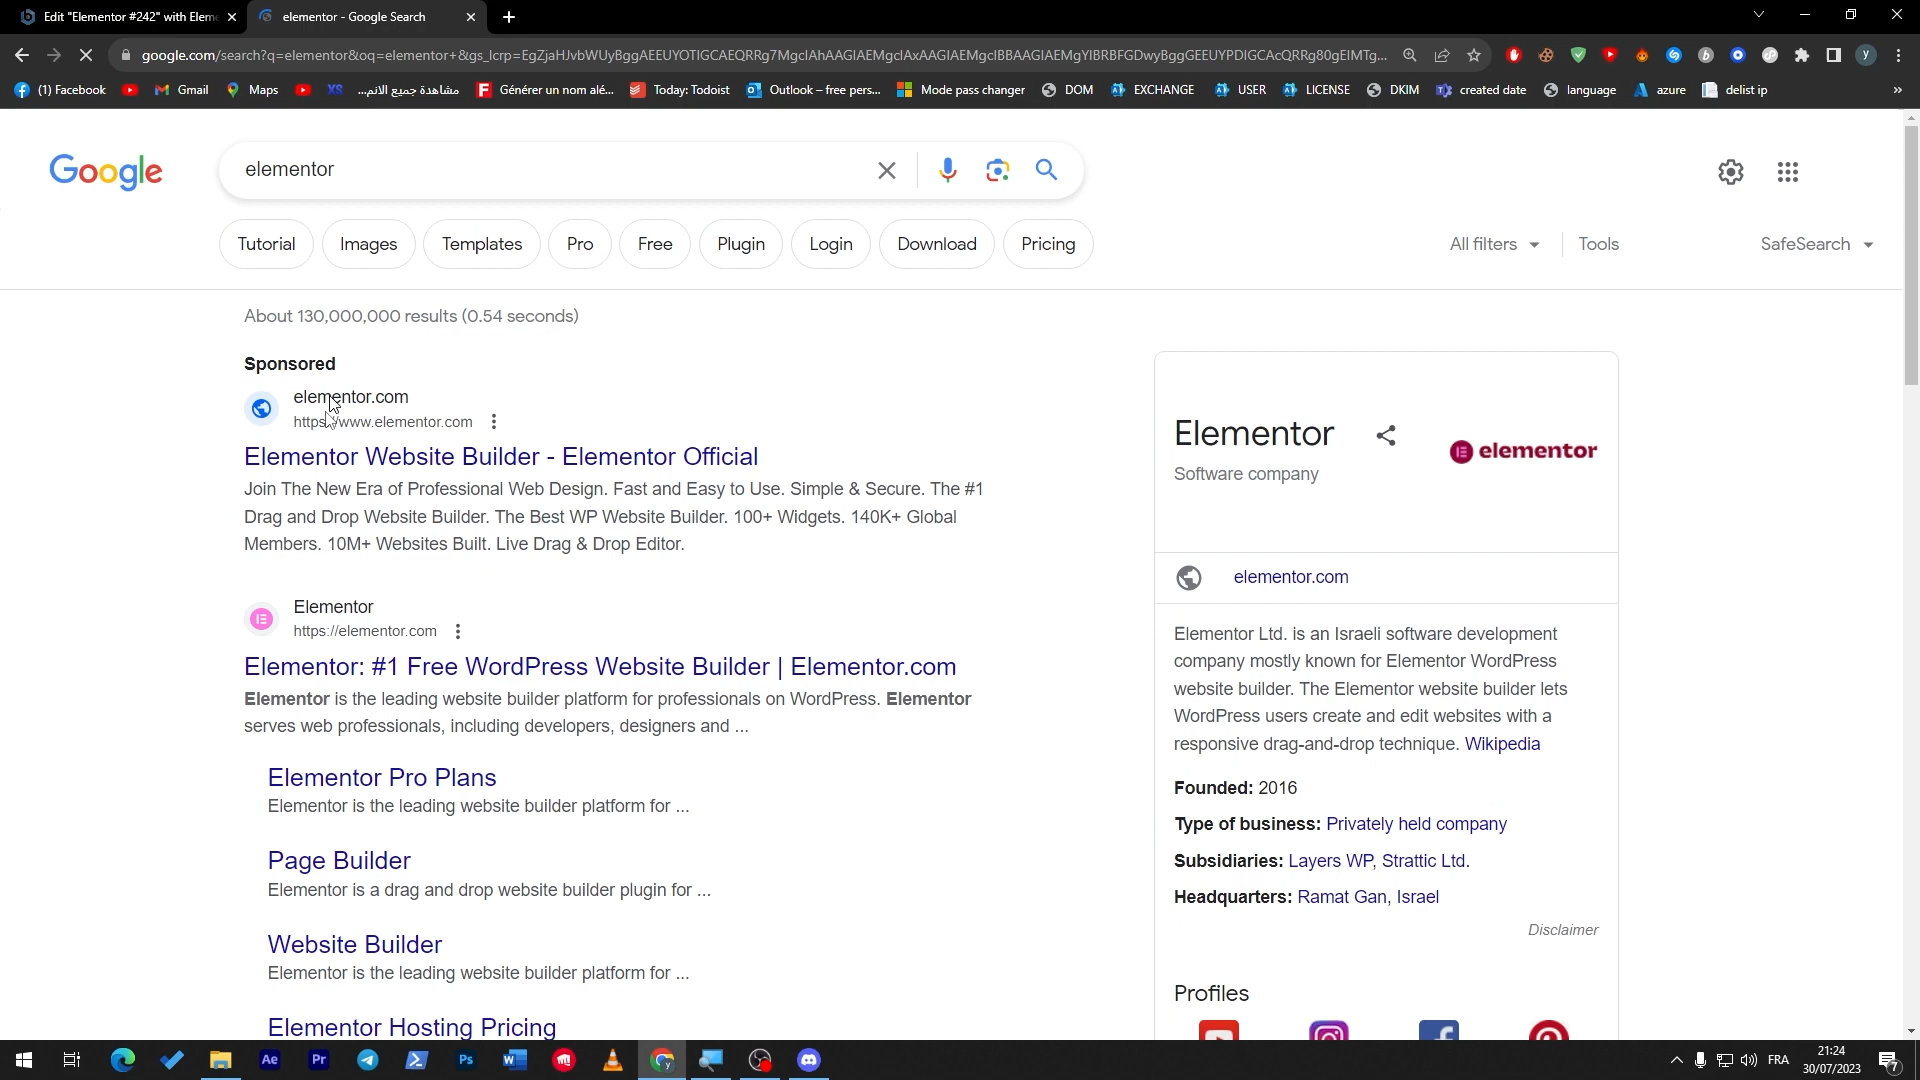 Edit "Elementor #242" with Elem
elementor - Google Search
google.com/search?q=elementor&oq=elementor+&gs_lcrp=EgZjaHJvbWUyBggAEEUYOTIGCAEQRRg7MgcIAhAAGIAEMgcIAxAAGIAEMgcIBBAAGIAEMgYIBRBFGDwyBggGEEUYPDIGCAcQRRg80gEIMTg...
(1) Facebook
Gmail
Maps
XS
مشاهدة جميع الانم...
Générer un nom alé...
Today: Todoist
Outlook – free pers...
Mode pass changer
DOM
EXCHANGE
USER
LICENSE
DKIM
created date
language
azure
delist ip
»
Google
elementor
Tutorial
Images
Templates
Pro
Free
Plugin
Login
Download
Pricing
All filters
Tools
SafeSearch
About 130,000,000 results (0.54 seconds)
Sponsored
elementor.com
https://www.elementor.com
Elementor Website Builder - Elementor Official
Join The New Era of Professional Web Design. Fast and Easy to Use. Simple & Secure. The #1
Drag and Drop Website Builder. The Best WP Website Builder. 100+ Widgets. 140K+ Global
Members. 10M+ Websites Built. Live Drag & Drop Editor.
Elementor
https://elementor.com
Elementor: #1 Free WordPress Website Builder | Elementor.com
Elementor is the leading website builder platform for professionals on WordPress. Elementor
serves web professionals, including developers, designers and ...
Elementor Pro Plans
Elementor is the leading website builder platform for ...
Page Builder
Elementor is a drag and drop website builder plugin for ...
Website Builder
Elementor is the leading website builder platform for ...
Elementor Hosting Pricing
Elementor
Software company
elementor
elementor.com
Elementor Ltd. is an Israeli software development
company mostly known for Elementor WordPress
website builder. The Elementor website builder lets
WordPress users create and edit websites with a
responsive drag-and-drop technique. Wikipedia
Founded: 2016
Type of business: Privately held company
Subsidiaries: Layers WP, Strattic Ltd.
Headquarters: Ramat Gan, Israel
Disclaimer
Profiles
Ae
Pr
Ps
FRA
21:24
30/07/2023
7